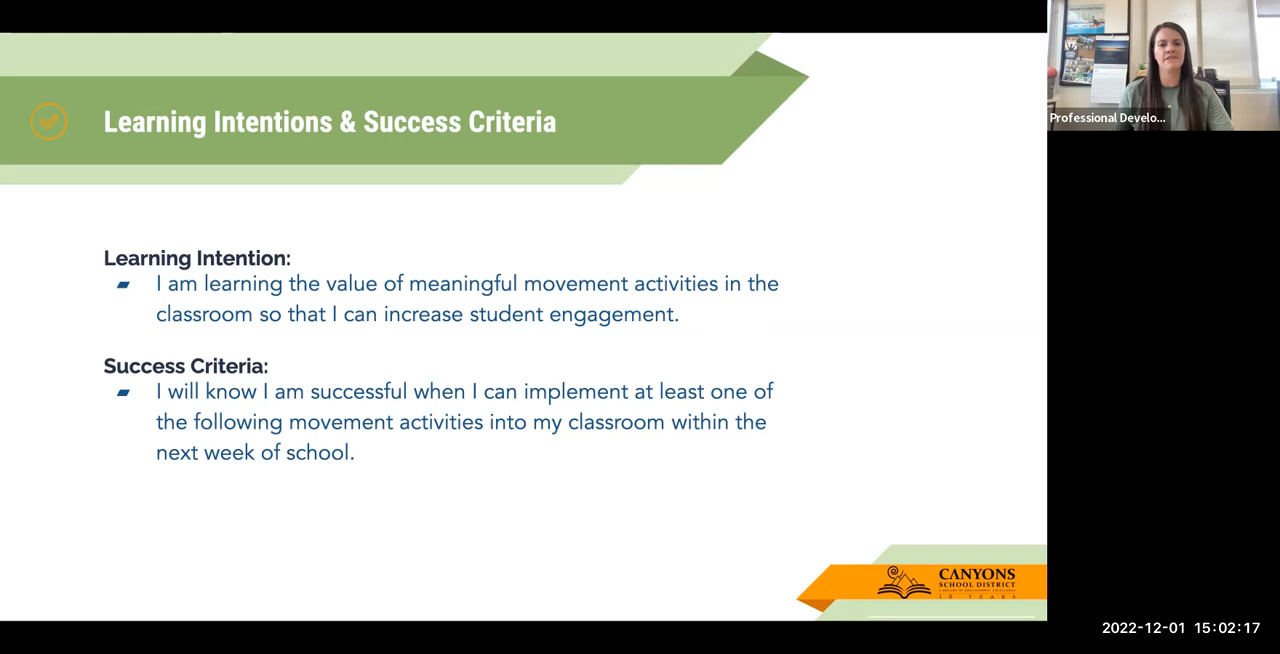 Learning Intentions & Success Criteria
Professional Develo...
Learning Intention:
I am learning the value of meaningful movement activities in the
classroom so that I can increase student engagement.
Success Criteria:
I will know I am successful when I can implement at least one of
the following movement activities into my classroom within the
next week of school.
CANYONS
SCHOOL DISTRICT
10 YEARS
2022-12-01 15:02:17